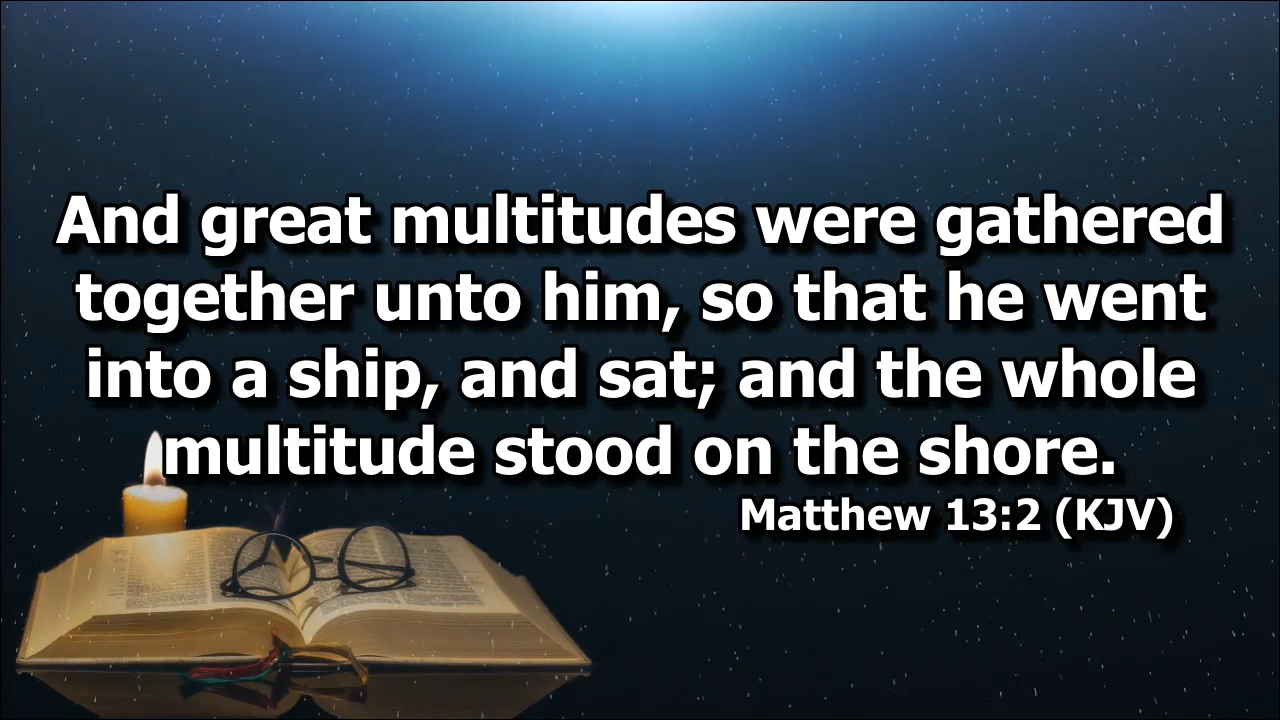 And great multitudes were gathered
together unto him, so that he went
into a ship, and sat; and the whole
multitude stood on the shore.
Matthew 13:2 (KJV)